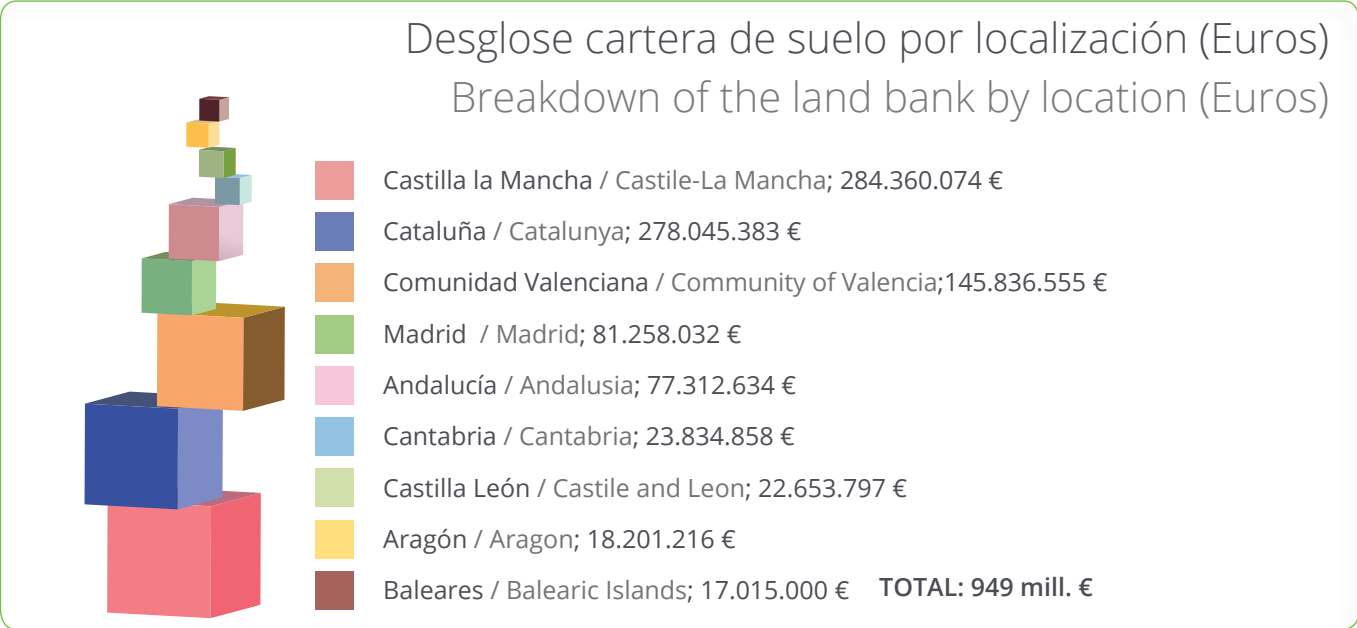 Desglose cartera de suelo por localización (Euros)
Breakdown of the land bank by location (Euros)
Castilla la Mancha / Castile-La Mancha; 284.360.074 €
Cataluña / Catalunya; 278.045.383 €
Comunidad Valenciana / Community of Valencia;145.836.555 €
Madrid / Madrid; 81.258.032 €
Andalucía / Andalusia; 77.312.634 €
Cantabria / Cantabria; 23.834.858 €
Castilla León / Castile and Leon; 22.653.797 €
Aragón / Aragon; 18.201.216 €
Baleares / Balearic Islands; 17.015.000 € TOTAL: 949 mill. €